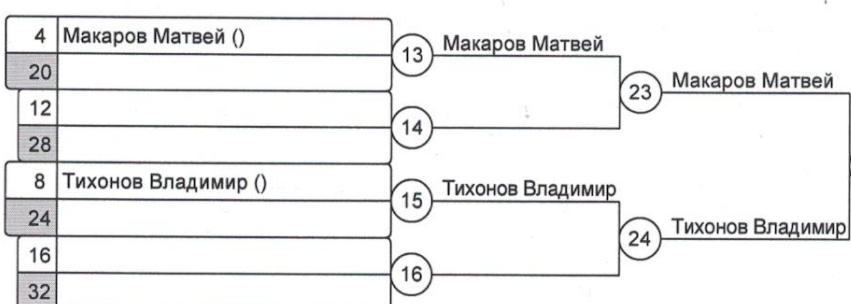 4 Макаров Матвей ()
20
12
28
8 Тихонов Владимир ()
24
16
32
13 Макаров Матвей
14
15 Тихонов Владимир
16
23 Макаров Матвей
24 Тихонов Владимир